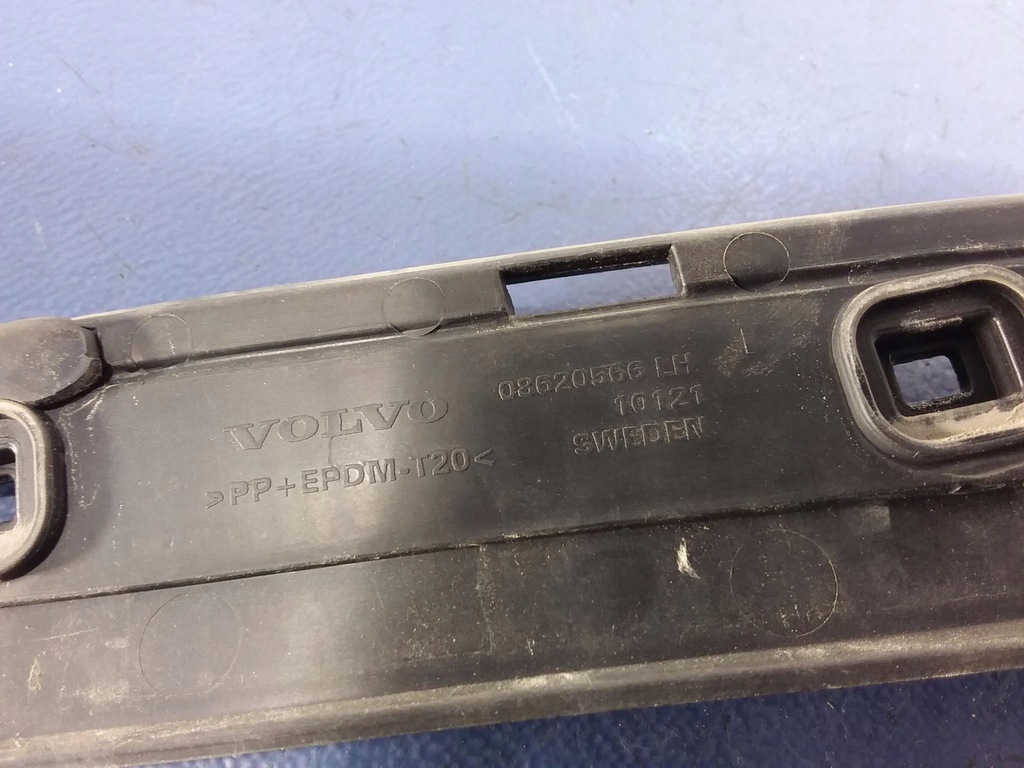 VOLVO
>PP+EPDM-T20<
08620566 LH
10121
SWEDEN